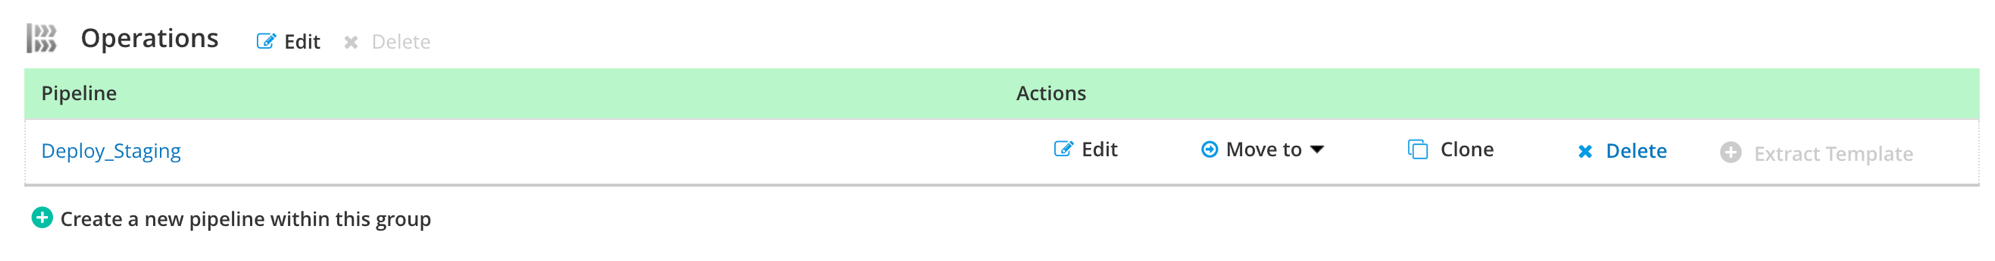 Operations Edit Delete
Pipeline Actions
Deploy_Staging Edit Move to Clone Delete Extract Template
Create a new pipeline within this group